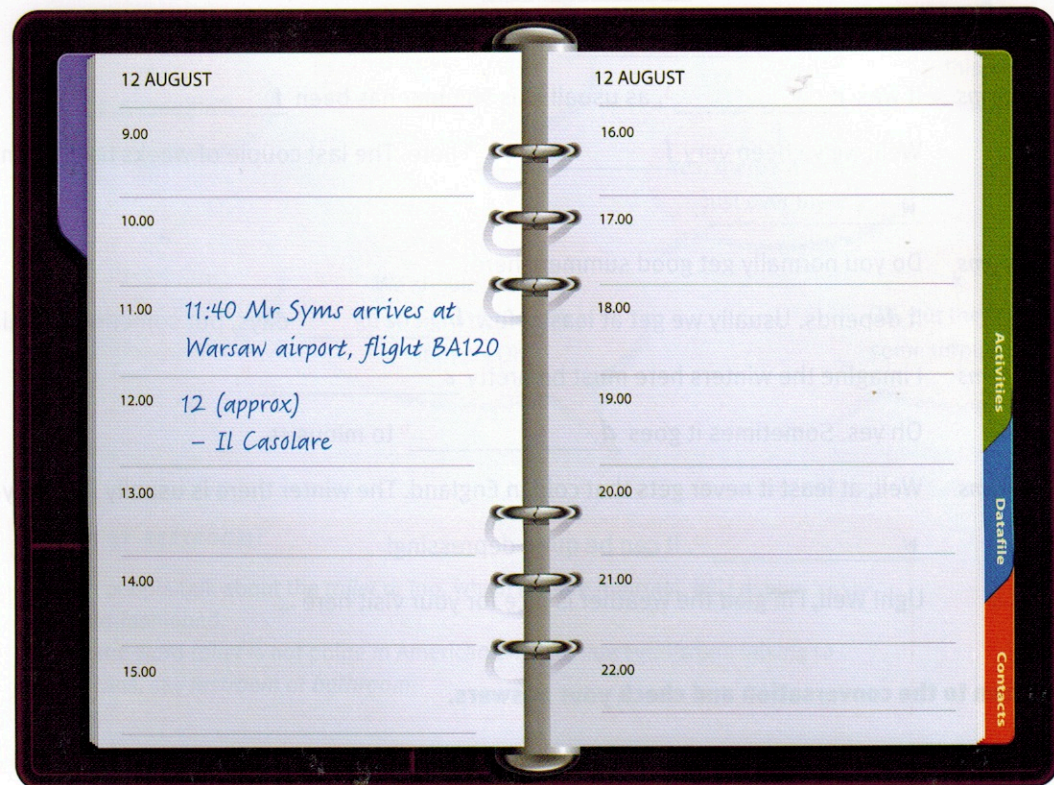 12 AUGUST
9.00
10.00
11.00 11:40 Mr Syms arrives at
Warsaw airport, flight BA120
12.00 12 (approx)
– Il Casolare
13.00
14.00
15.00
12 AUGUST
16.00
17.00
18.00
19.00
20.00
21.00
22.00
Activities
Datafile
Contacts